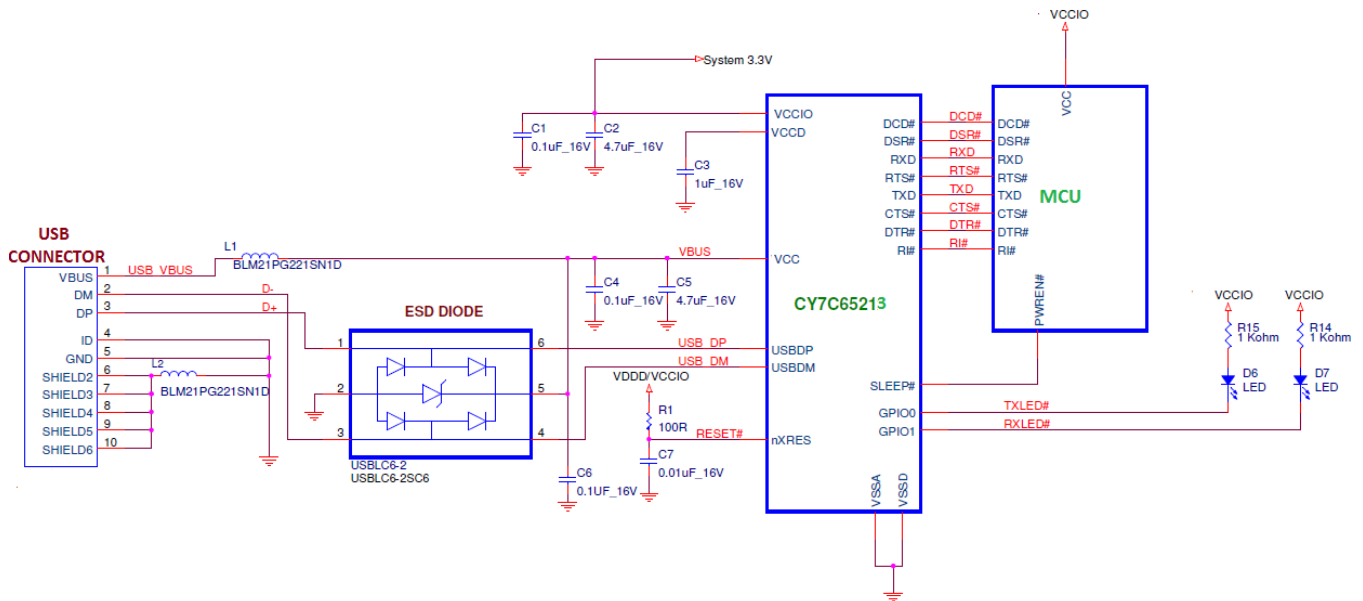 VCCIO
System 3.3V
C1
0.1uF_16V
C2
4.7uF_16V
C3
1uF_16V
VCCIO
VCCD
DCD#
DSR#
RXD
RTS#
TXD
CTS#
DTR#
RI#
DCD#
DSR#
RXD
RTS#
TXD
CTS#
DTR#
RI#
VCC
DCD#
DSR#
RXD
RTS#
TXD
CTS#
DTR#
RI#
MCU
PWREN#
USB
CONNECTOR
VBUS 1
DM 2
DP 3
ID 4
GND 5
SHIELD2 6
SHIELD3 7
SHIELD4 8
SHIELD5 9
SHIELD6 10
USB_VBUS
D-
D+
L1
BLM21PG221SN1D
L2
BLM21PG221SN1D
ESD DIODE
1
2
3
6
5
4
USBLC6-2
USBLC6-2SC6
VBUS
C4
0.1uF_16V
C5
4.7uF_16V
C6
0.1UF_16V
USB_DP
USB_DM
VDDD/VCCIO
R1
100R
RESET#
C7
0.01uF_16V
VCC
CY7C65213
USBDP
USBDM
nXRES
SLEEP#
GPIO0
GPIO1
VSSA
VSSD
TXLED#
RXLED#
VCCIO
R15
1 Kohm
D6
LED
VCCIO
R14
1 Kohm
D7
LED